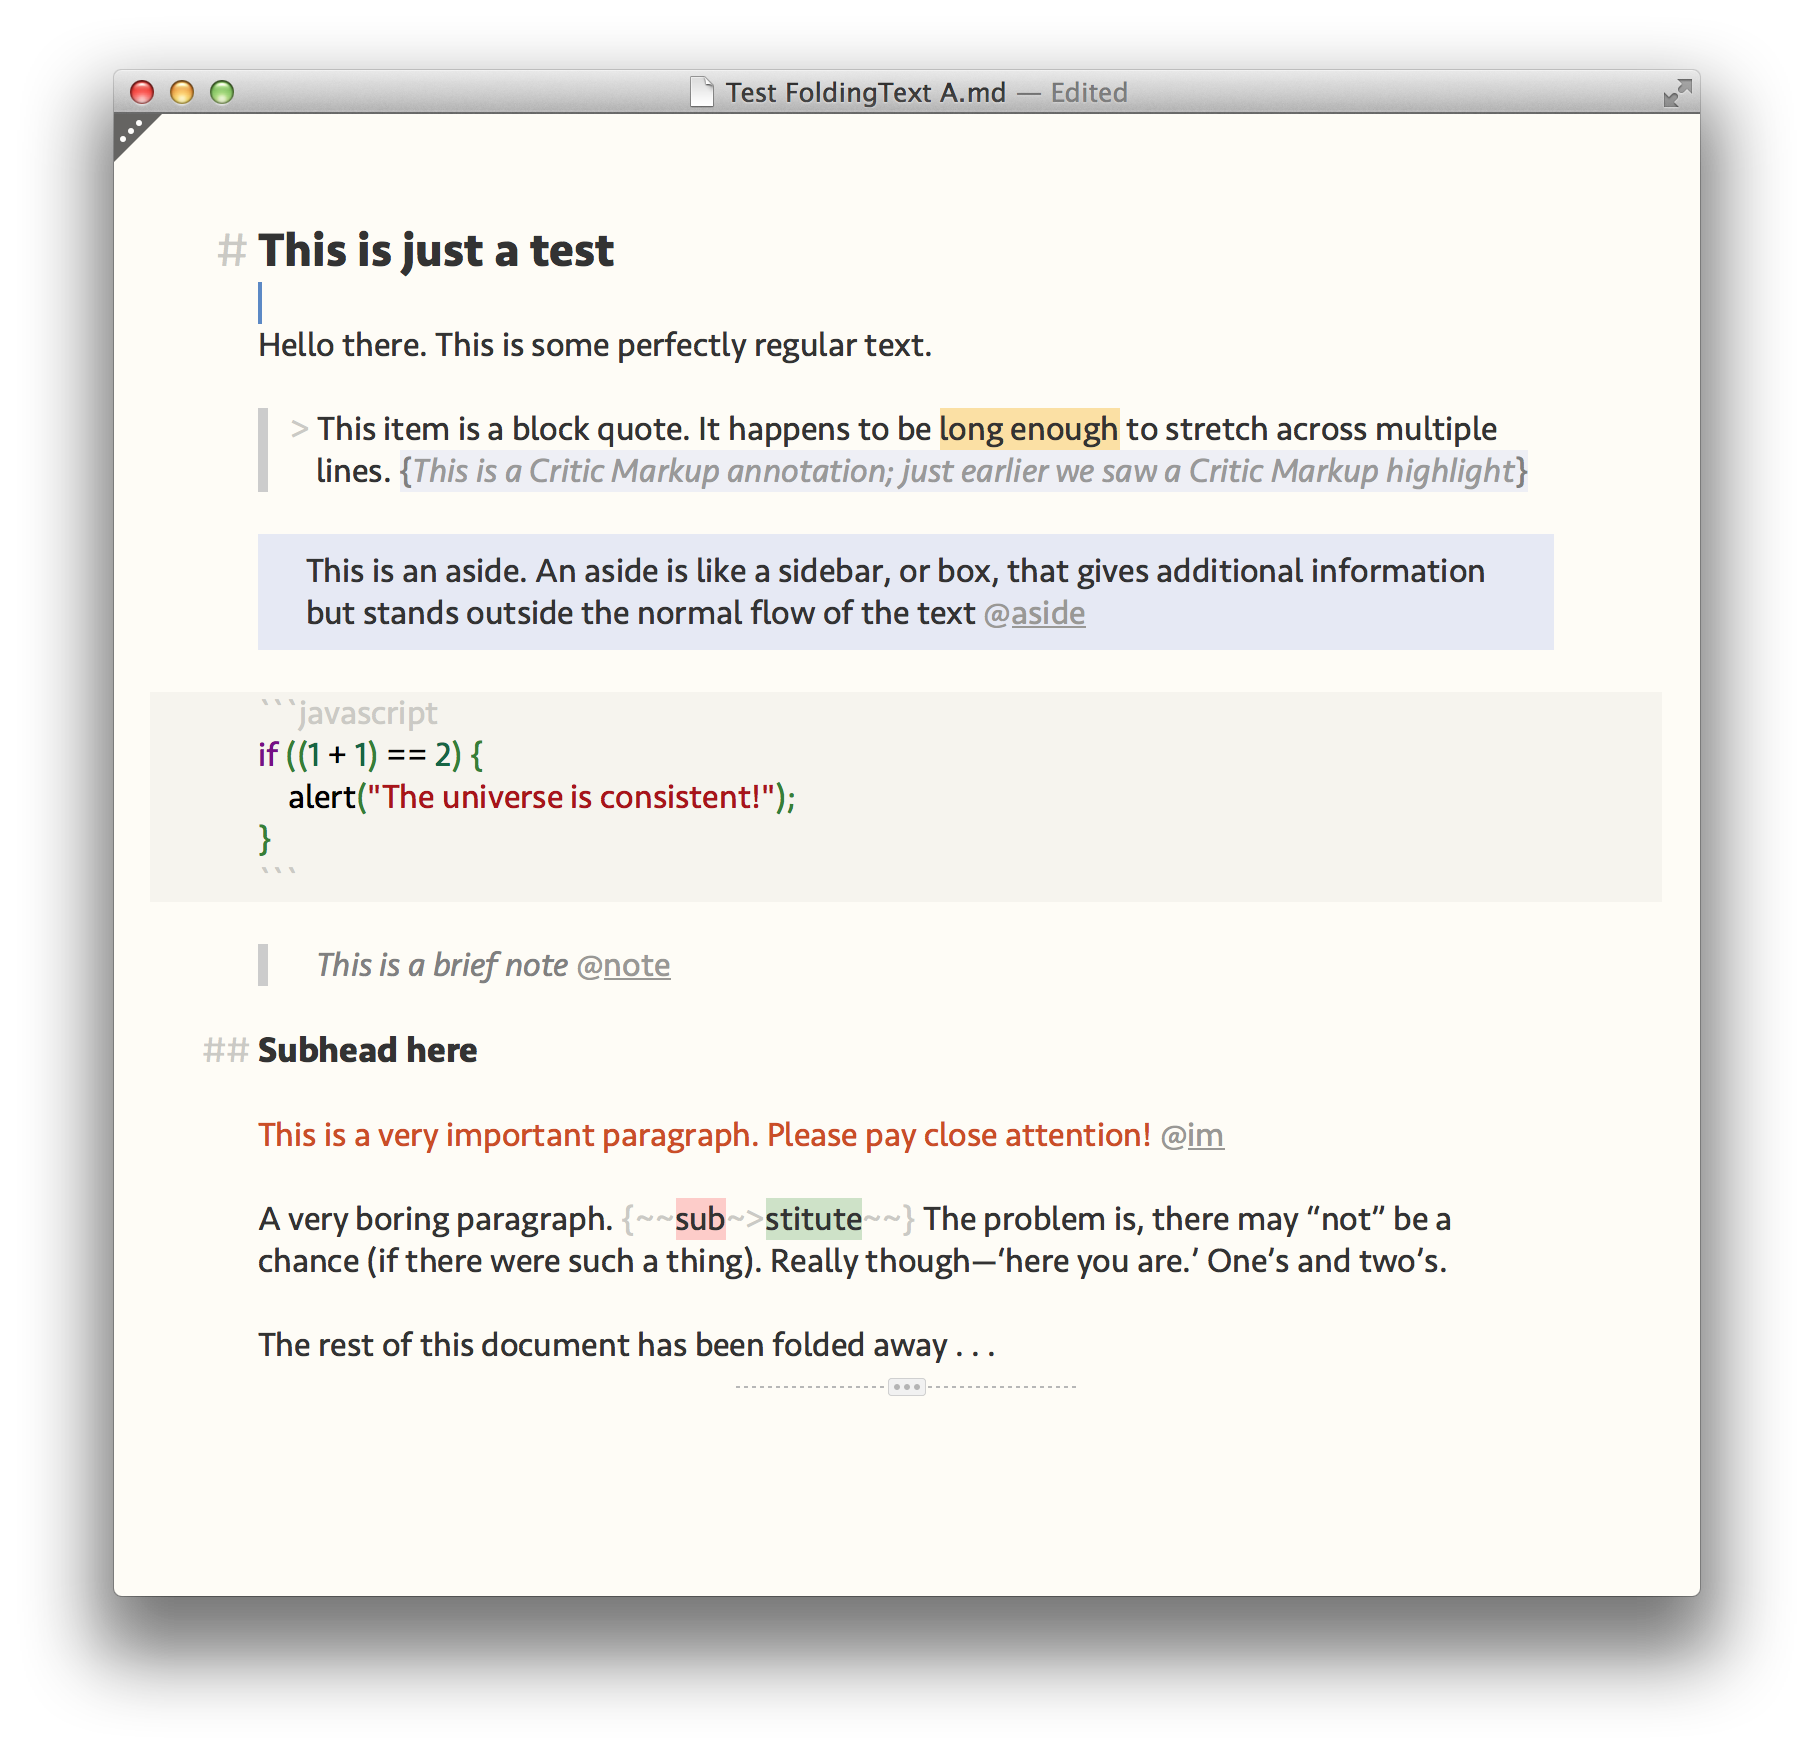 Test FoldingText A.md — Edited
# This is just a test
Hello there. This is some perfectly regular text.
> This item is a block quote. It happens to be long enough to stretch across multiple
lines. {This is a Critic Markup annotation; just earlier we saw a Critic Markup highlight}
This is an aside. An aside is like a sidebar, or box, that gives additional information
but stands outside the normal flow of the text @aside
```javascript
if ((1 + 1) == 2) {
    alert("The universe is consistent!");
}
```
This is a brief note @note
## Subhead here
This is a very important paragraph. Please pay close attention! @im
A very boring paragraph. {~~sub~>stitute~~} The problem is, there may “not” be a
chance (if there were such a thing). Really though—‘here you are.’ One’s and two’s.
The rest of this document has been folded away . . .